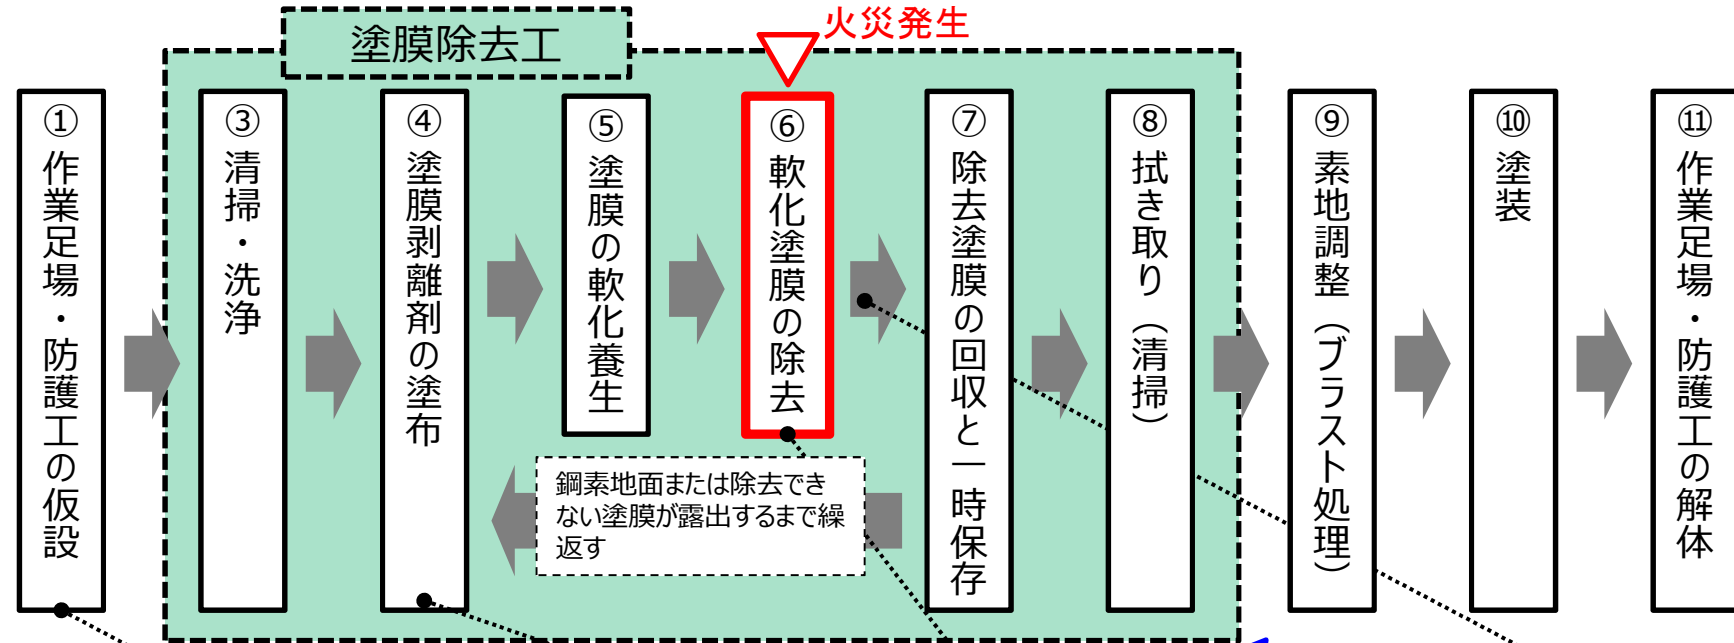 火災発生
塗膜除去工
① 作業足場・防護工の仮設
③ 清掃・洗浄
④ 塗膜剥離剤の塗布
⑤ 塗膜の軟化養生
⑥ 軟化塗膜の除去
⑦ 除去塗膜の回収と一時保存
⑧ 拭き取り（清掃）
⑨ 素地調整（ブラスト処理）
⑩ 塗装
⑪ 作業足場・防護工の解体
鋼素地面または除去でき
ない塗膜が露出するまで繰
返す